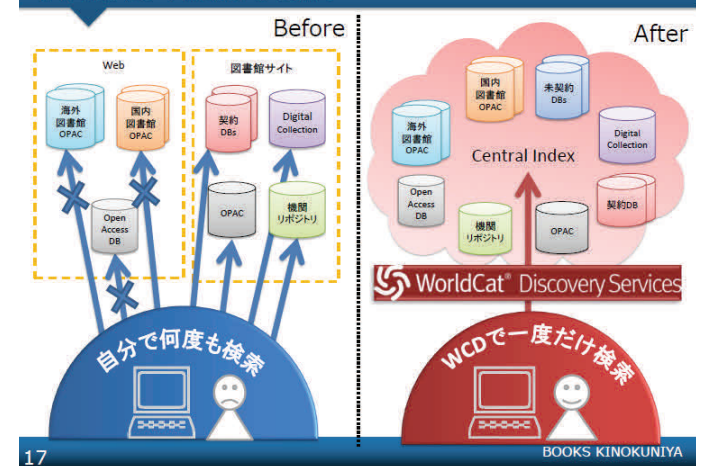 Before
Web
図書館サイト
海外
図書館
OPAC
国内
図書館
OPAC
契約
DBs
Digital
Collection
Open
Access
DB
OPAC
機関
リポジトリ
自分で何度も検索
After
国内
図書館
OPAC
未契約
DBs
海外
図書館
OPAC
Digital
Collection
Central Index
Open
Access
DB
機関
リポジトリ
OPAC
契約DB
WorldCat® Discovery Services
WCDで一度だけ検索
17
BOOKS KINOKUNIYA